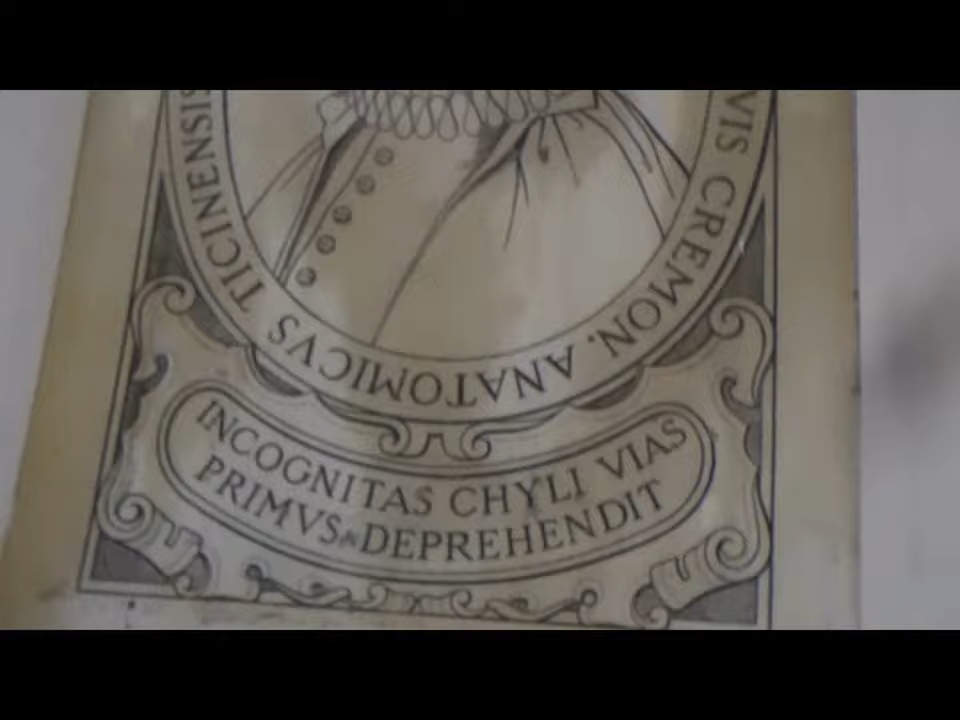 VIS CREMON. ANATOMICVS TICINENSIS
INCOGNITAS CHYLI VIAS
PRIMVS DEPREHENDIT